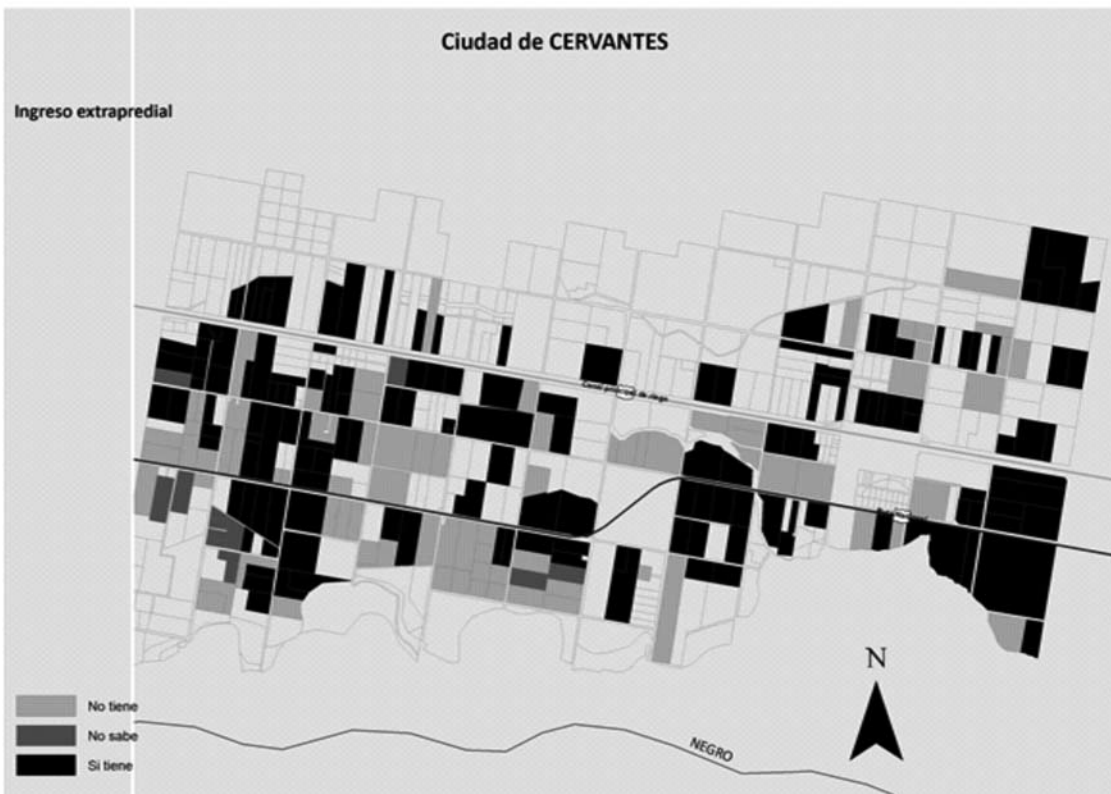 Ciudad de CERVANTES
Ingreso extrapredial
N
No tiene
No sabe
Si tiene
NEGRO